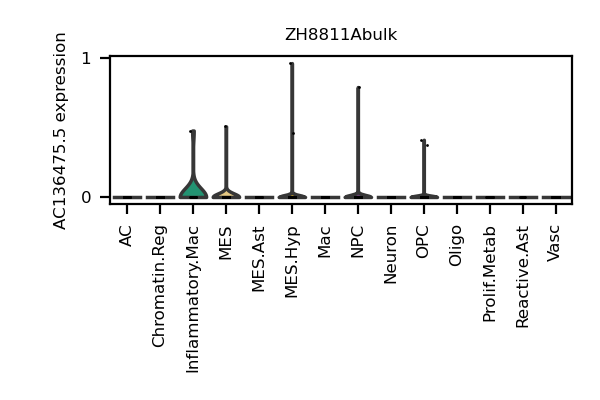 ZH8811Abulk
AC136475.5 expression
1
0
AC
Chromatin.Reg
Inflammatory.Mac
MES
MES.Ast
MES.Hyp
Mac
NPC
Neuron
OPC
Oligo
Prolif.Metab
Reactive.Ast
Vasc